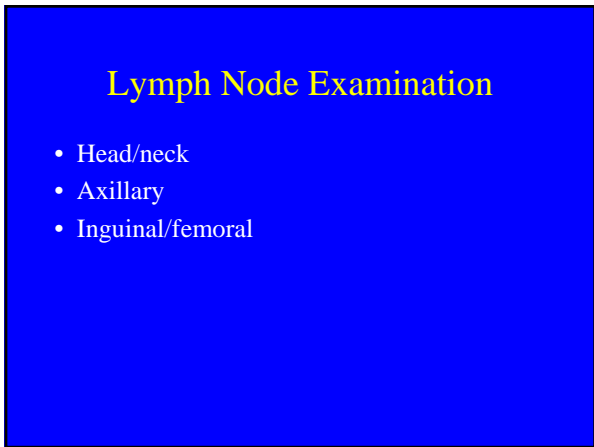 Lymph Node Examination
• Head/neck
• Axillary
• Inguinal/femoral